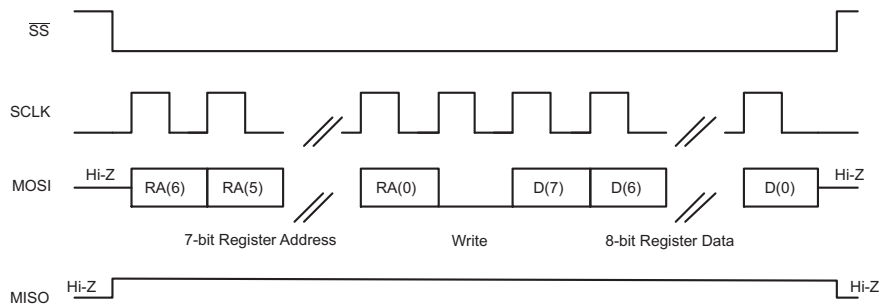 SS
SCLK
Hi-Z
MOSI
RA(6)
RA(5)
RA(0)
D(7)
D(6)
D(0)
Hi-Z
7-bit Register Address
Write
8-bit Register Data
Hi-Z
MISO
Hi-Z